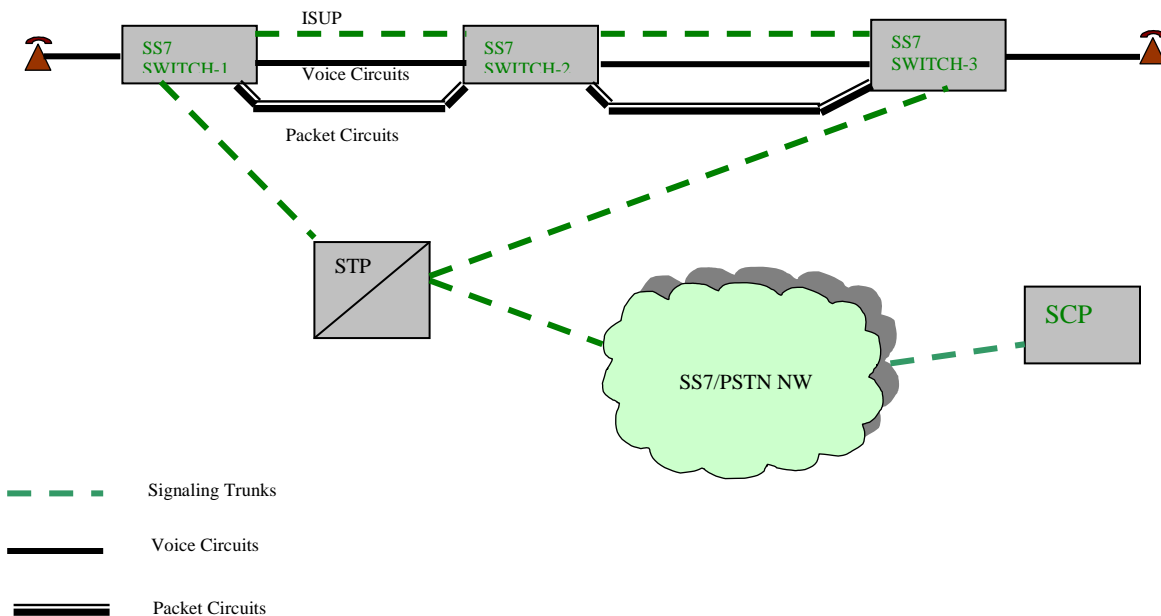 ISUP
SS7
SWITCH-1
SS7
SWITCH-2
SS7
SWITCH-3
Voice Circuits
Packet Circuits
STP
SCP
SS7/PSTN NW
Signaling Trunks
Voice Circuits
Packet Circuits